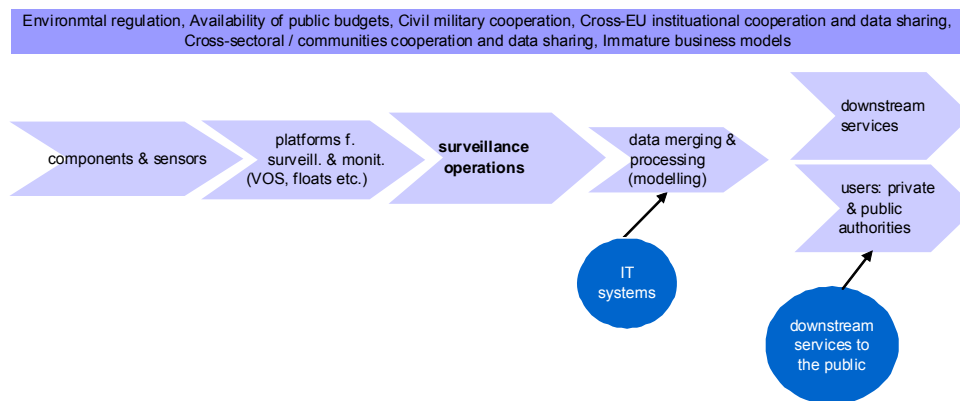 Environmtal regulation, Availability of public budgets, Civil military cooperation, Cross-EU instituational cooperation and data sharing,
Cross-sectoral / communities cooperation and data sharing, Immature business models
components & sensors
platforms f.
surveill. & monit.
(VOS, floats etc.)
surveillance
operations
data merging &
processing
(modelling)
downstream
services
users: private
& public
authorities
IT
systems
downstream
services to
the public